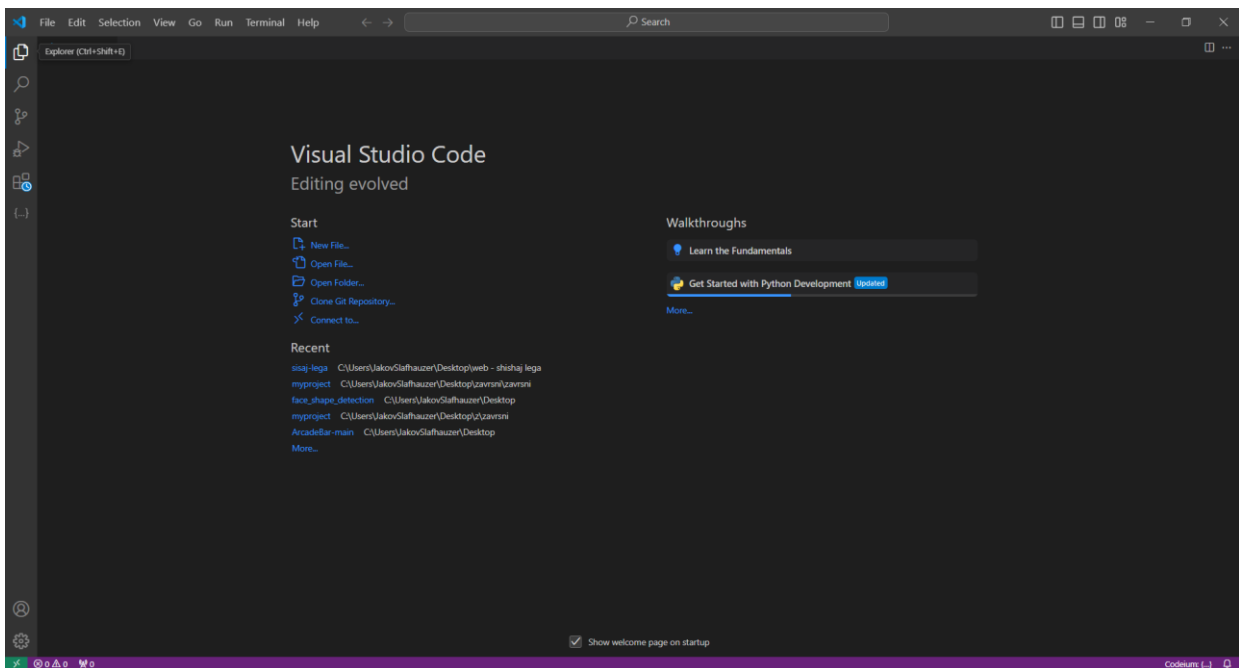 File Edit Selection View Go Run Terminal Help
Search
Explorer (Ctrl+Shift+E)
{...}
Visual Studio Code
Editing evolved
Start
New File...
Open File...
Open Folder...
Clone Git Repository...
Connect to...
Recent
sisaj-lega C:\Users\JakovSlafhauzer\Desktop\web - shishaj lega
myproject C:\Users\JakovSlafhauzer\Desktop\zavrsni\zavrsni
face_shape_detection C:\Users\JakovSlafhauzer\Desktop
myproject C:\Users\JakovSlafhauzer\Desktop\z\zavrsni
ArcadeBar-main C:\Users\JakovSlafhauzer\Desktop
More...
Walkthroughs
Learn the Fundamentals
Get Started with Python Development Updated
More...
Show welcome page on startup
0 0 0
Codeium: {...}